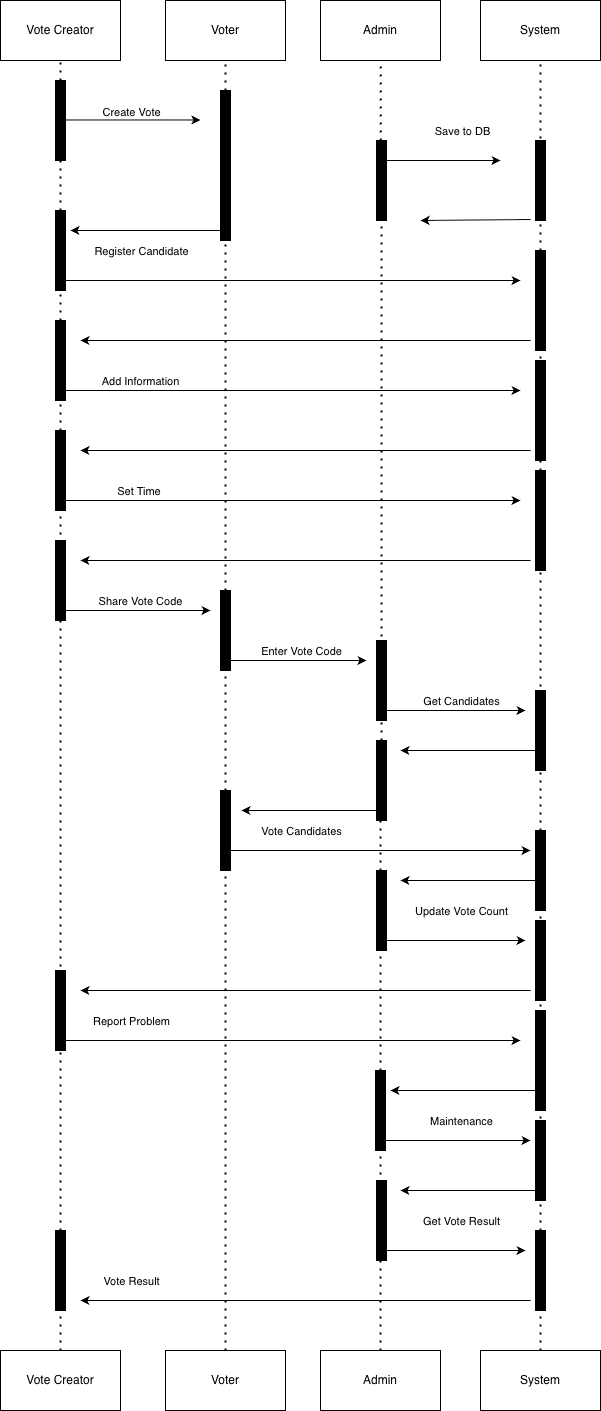 Vote Creator
Voter
Admin
System
Create Vote
Save to DB
Register Candidate
Add Information
Set Time
Share Vote Code
Enter Vote Code
Get Candidates
Vote Candidates
Update Vote Count
Report Problem
Maintenance
Get Vote Result
Vote Result
Vote Creator
Voter
Admin
System